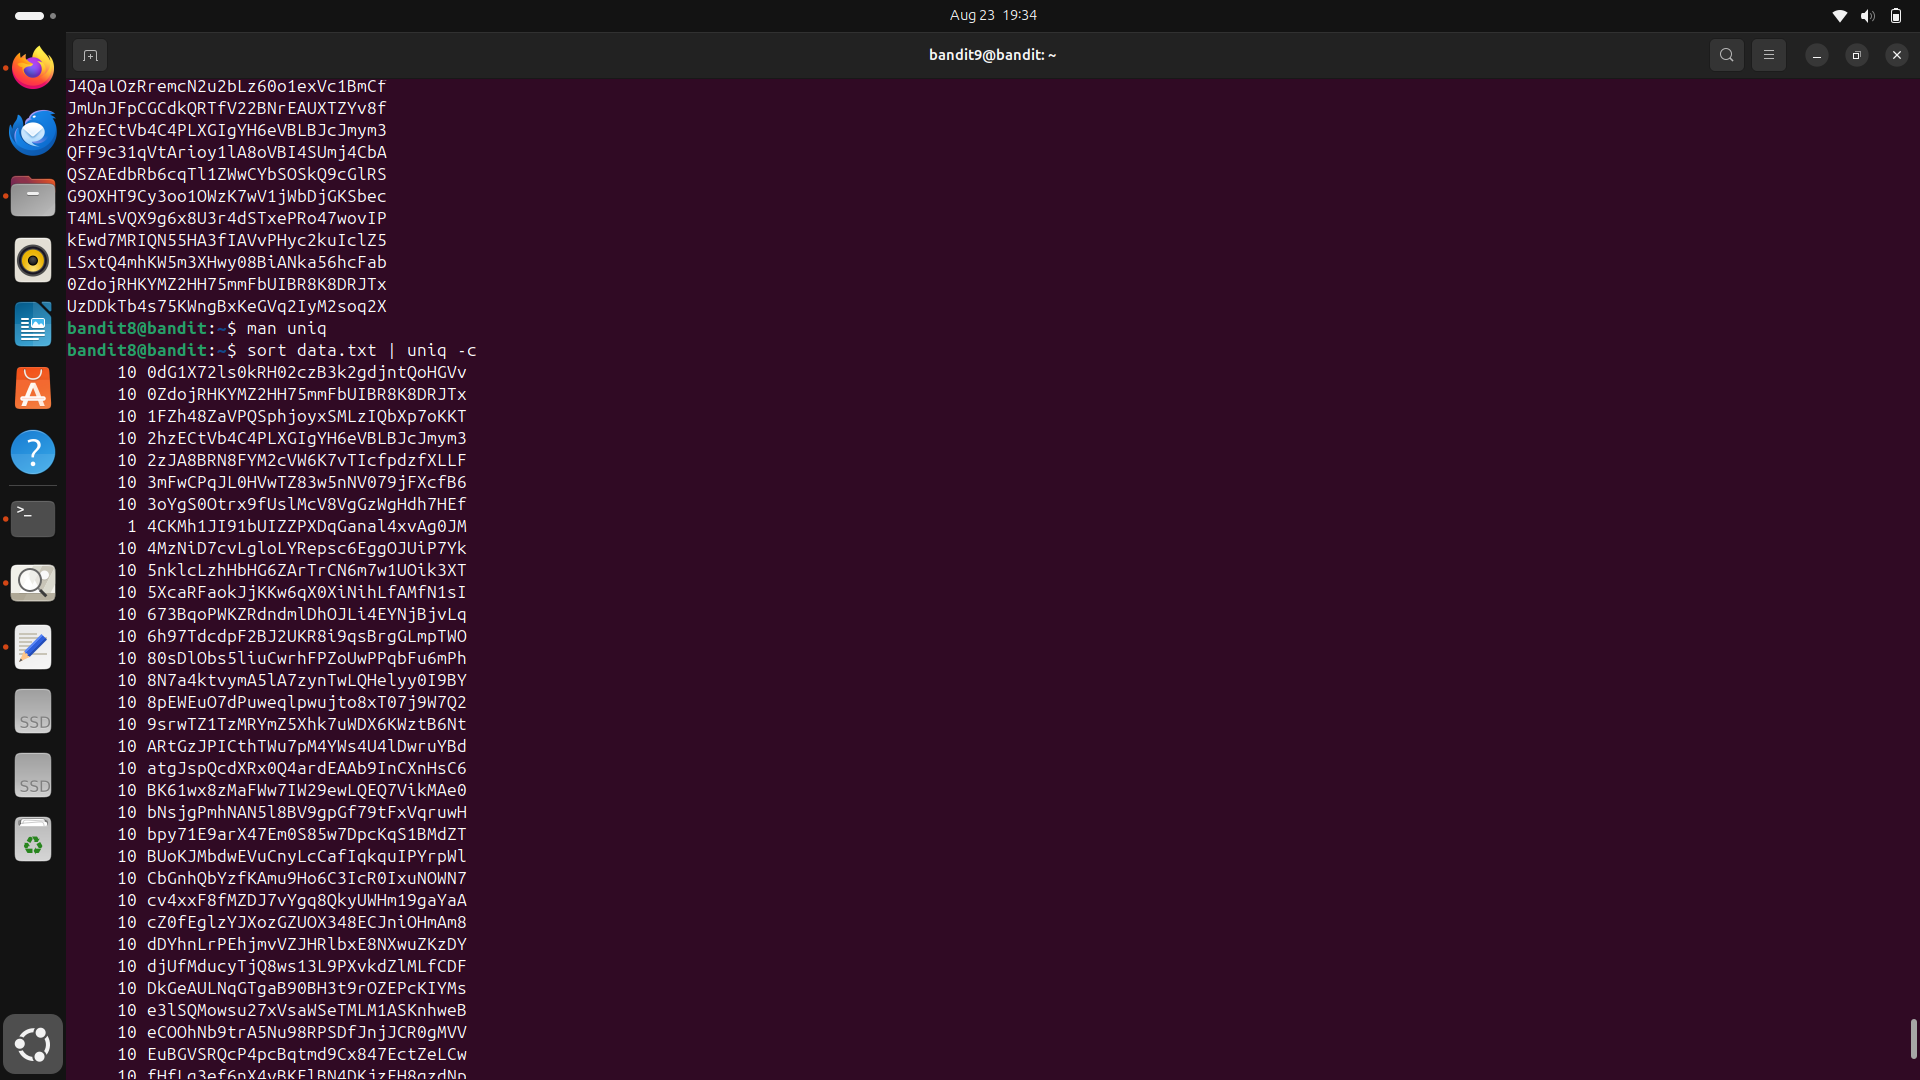 Aug 23 19:34
bandit9@bandit: ~
J4QalOzRremcN2u2bLz60o1exVc1BmCf
JmUnJFpCGCdkQRTfV22BNrEAUXTZYv8f
2hzECtVb4C4PLXGIgYH6eVBLBJcJmym3
QFF9c31qVtArioy1lA8oVBI4SUmj4CbA
QSZAEdbRb6cqTl1ZWwCYbSOSkQ9cGlRS
G9OXHT9Cy3oo1OWzK7wV1jWbDjGKSbec
T4MLsVQX9g6x8U3r4dSTxePRo47wovIP
kEwd7MRIQN55HA3fIAVvPHyc2kuIclZ5
LSxtQ4mhKW5m3XHwy08BiANka56hcFab
0ZdojRHKYMZ2HH75mmFbUIBR8K8DRJTx
UzDDkTb4s75KWngBxKeGVq2IyM2soq2X
bandit8@bandit:~$ man uniq
bandit8@bandit:~$ sort data.txt | uniq -c
10 0dG1X72ls0kRH02czB3k2gdjntQoHGVv
10 0ZdojRHKYMZ2HH75mmFbUIBR8K8DRJTx
10 1FZh48ZaVPQSphjoyxSMLzIQbXp7oKKT
10 2hzECtVb4C4PLXGIgYH6eVBLBJcJmym3
10 2zJA8BRN8FYM2cVW6K7vTIcfpdzfXLLF
10 3mFwCPqJL0HVwTZ83w5nNV079jFXcfB6
10 3oYgS0Otrx9fUslMcV8VgGzWgHdh7HEf
1 4CKMh1JI91bUIZZPXDqGanal4xvAg0JM
10 4MzNiD7cvLgloLYRepsc6EggOJUiP7Yk
10 5nklcLzhHbHG6ZArTrCN6m7w1UOik3XT
10 5XcaRFaokJjKKw6qX0XiNihLfAMfN1sI
10 673BqoPWKZRdndmlDhOJLi4EYNjBjvLq
10 6h97TdcdpF2BJ2UKR8i9qsBrgGLmpTWO
10 80sDlObs5liuCwrhFPZoUwPPqbFu6mPh
10 8N7a4ktvymA5lA7zynTwLQHelyy0I9BY
10 8pEWEuO7dPuweqlpwujto8xT07j9W7Q2
10 9srwTZ1TzMRYmZ5Xhk7uWDX6KWztB6Nt
10 ARtGzJPICthTWu7pM4YWs4U4lDwruYBd
10 atgJspQcdXRx0Q4ardEAAb9InCXnHsC6
10 BK61wx8zMaFWw7IW29ewLQEQ7VikMAe0
10 bNsjgPmhNAN5l8BV9gpGf79tFxVqruwH
10 bpy71E9arX47Em0S85w7DpcKqS1BMdZT
10 BUoKJMbdwEVuCnyLcCafIqkquIPYrpWl
10 CbGnhQbYzfKAmu9Ho6C3IcR0IxuNOWN7
10 cv4xxF8fMZDJ7vYgq8QkyUWHm19gaYaA
10 cZ0fEglzYJXozGZUOX348ECJniOHmAm8
10 dDYhnLrPEhjmvVZJHRlbxE8NXwuZKzDY
10 djUfMducyTjQ8ws13L9PXvkdZlMLfCDF
10 DkGeAULNqGTgaB90BH3t9rOZEPcKIYMs
10 e3lSQMowsu27xVsaWSeTMLM1ASKnhweB
10 eCOOhNb9trA5Nu98RPSDfJnjJCR0gMVV
10 EuBGVSRQcP4pcBqtmd9Cx847EctZeLCw
10
SSD
SSD